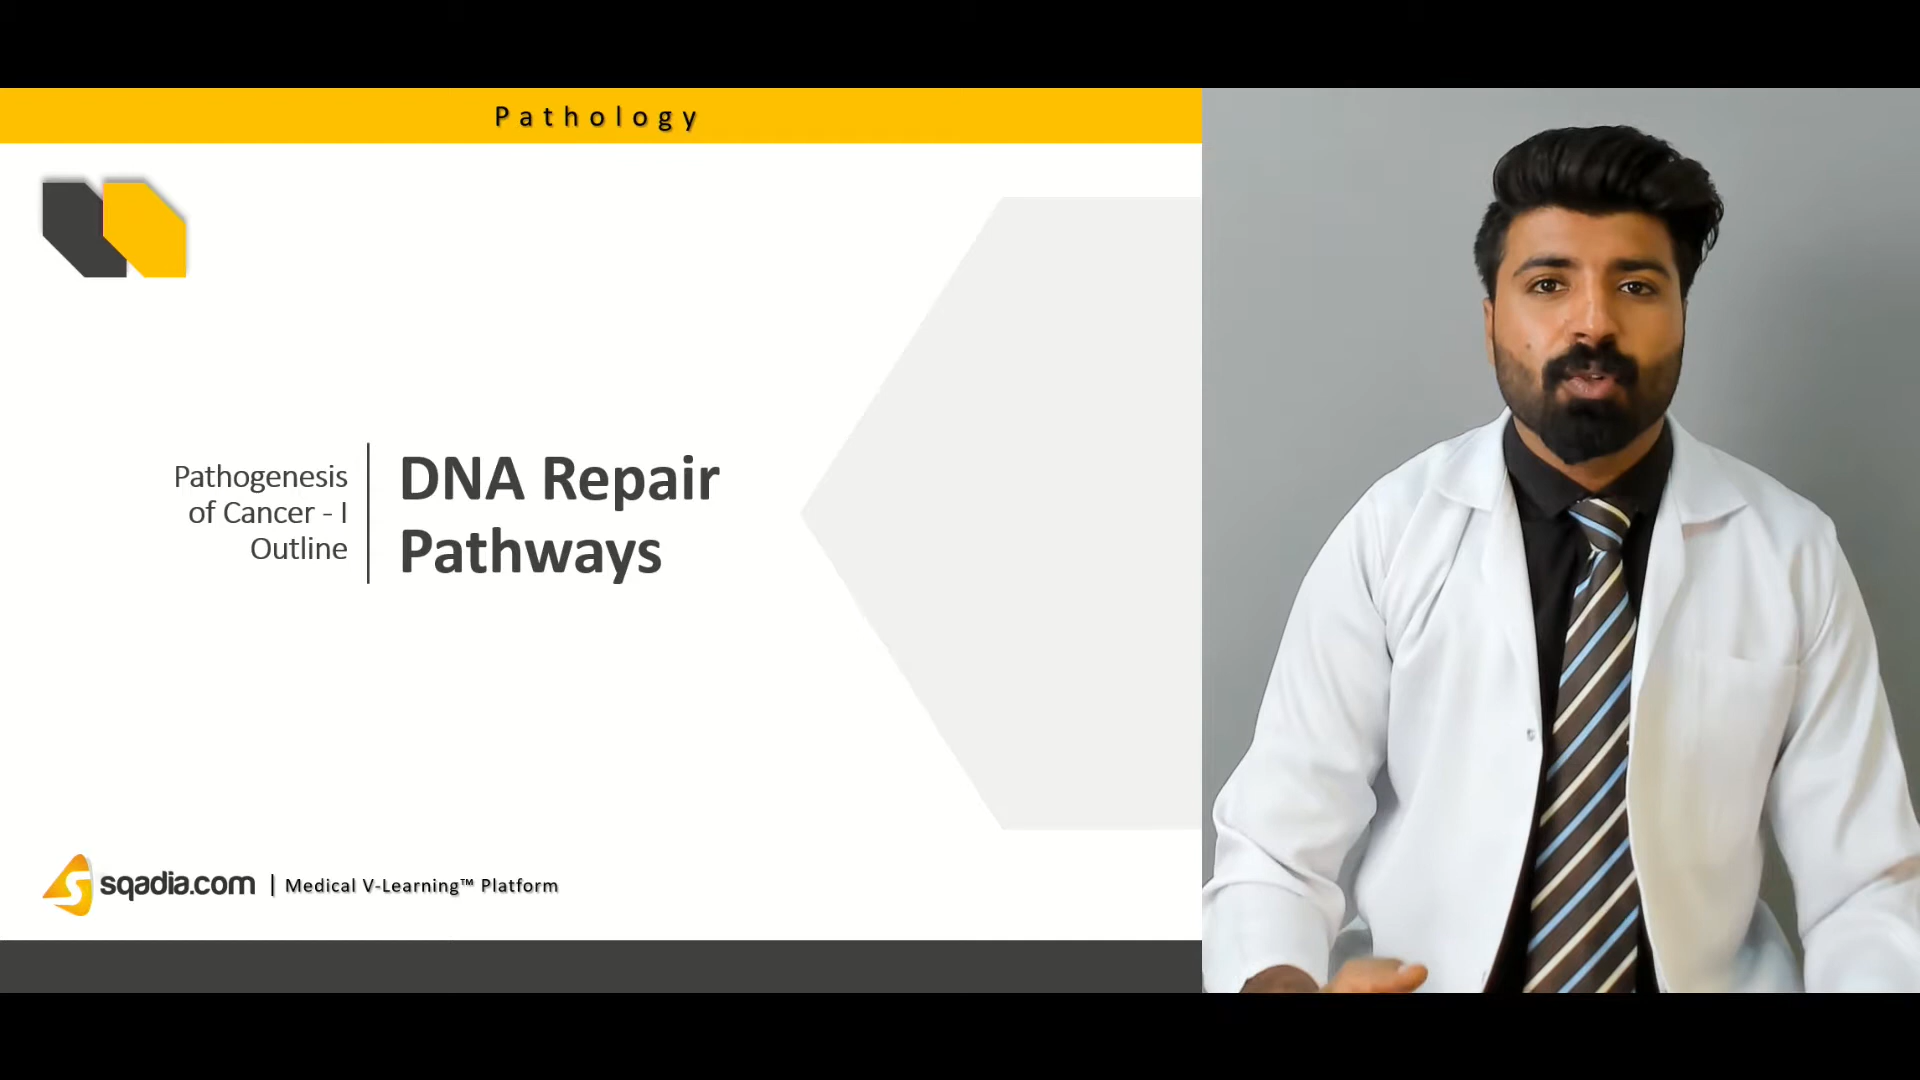 Pathology
Pathogenesis
of Cancer - I
Outline
DNA Repair
Pathways
sqadia.com | Medical V-Learning™ Platform